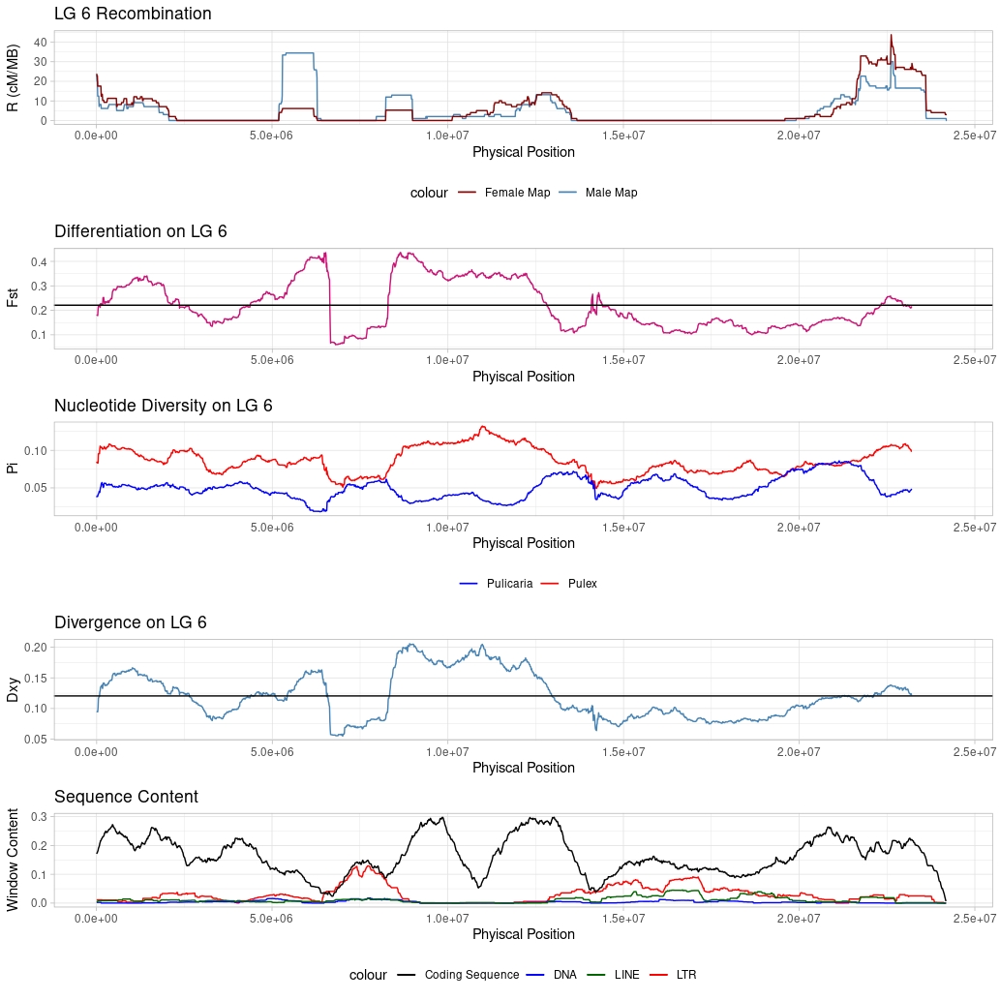 LG 6 Recombination
R (cM/MB)
40
30
20
10
0
0.0e+00 5.0e+06 1.0e+07 1.5e+07 2.0e+07 2.5e+07
Physical Position
colour Female Map Male Map
Differentiation on LG 6
Fst
0.4
0.3
0.2
0.1
0.0e+00 5.0e+06 1.0e+07 1.5e+07 2.0e+07 2.5e+07
Phyiscal Position
Nucleotide Diversity on LG 6
Pi
0.10
0.05
0.0e+00 5.0e+06 1.0e+07 1.5e+07 2.0e+07 2.5e+07
Phyiscal Position
Pulicaria Pulex
Divergence on LG 6
Dxy
0.20
0.15
0.10
0.05
0.0e+00 5.0e+06 1.0e+07 1.5e+07 2.0e+07 2.5e+07
Phyiscal Position
Sequence Content
Window Content
0.3
0.2
0.1
0.0
0.0e+00 5.0e+06 1.0e+07 1.5e+07 2.0e+07 2.5e+07
Phyiscal Position
colour Coding Sequence DNA LINE LTR